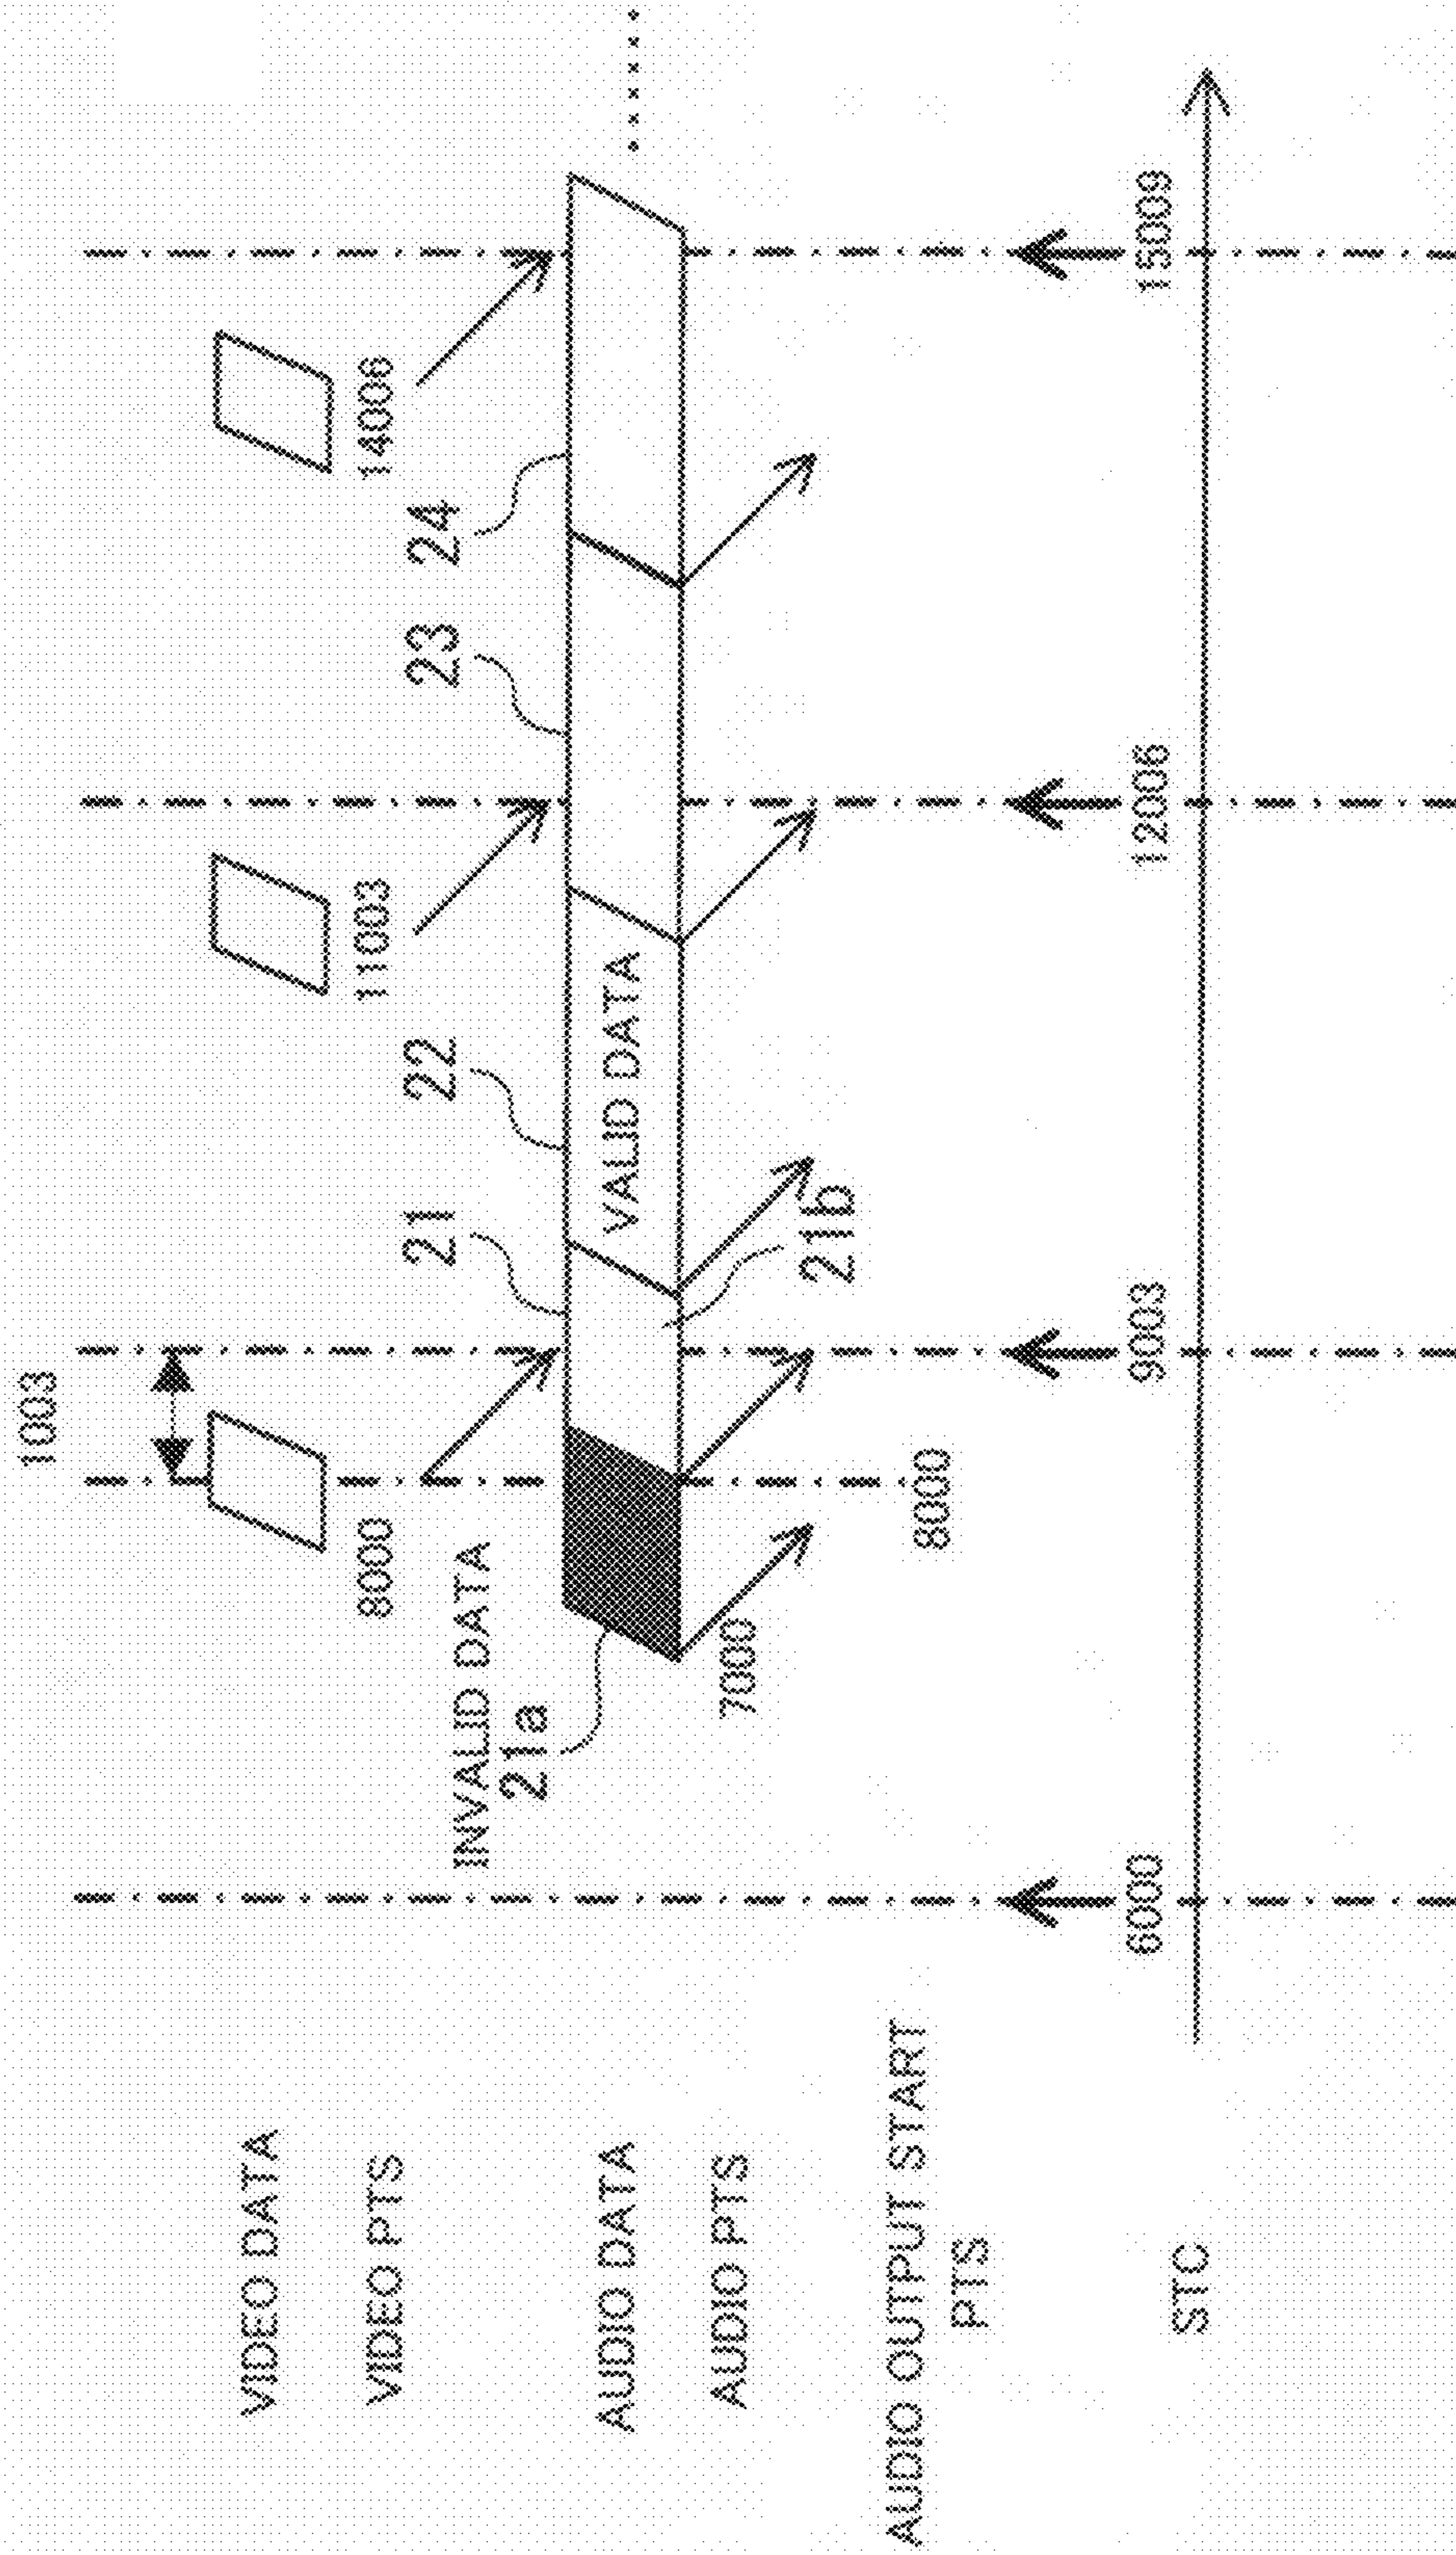 1003
VIDEO DATA
VIDEO PTS
8000
11003
14006
INVALID DATA
21a
21
22
23
24
AUDIO DATA
VALID DATA
AUDIO PTS
7000
21b
AUDIO OUTPUT START
PTS
8000
6000
9003
12006
15009
STC